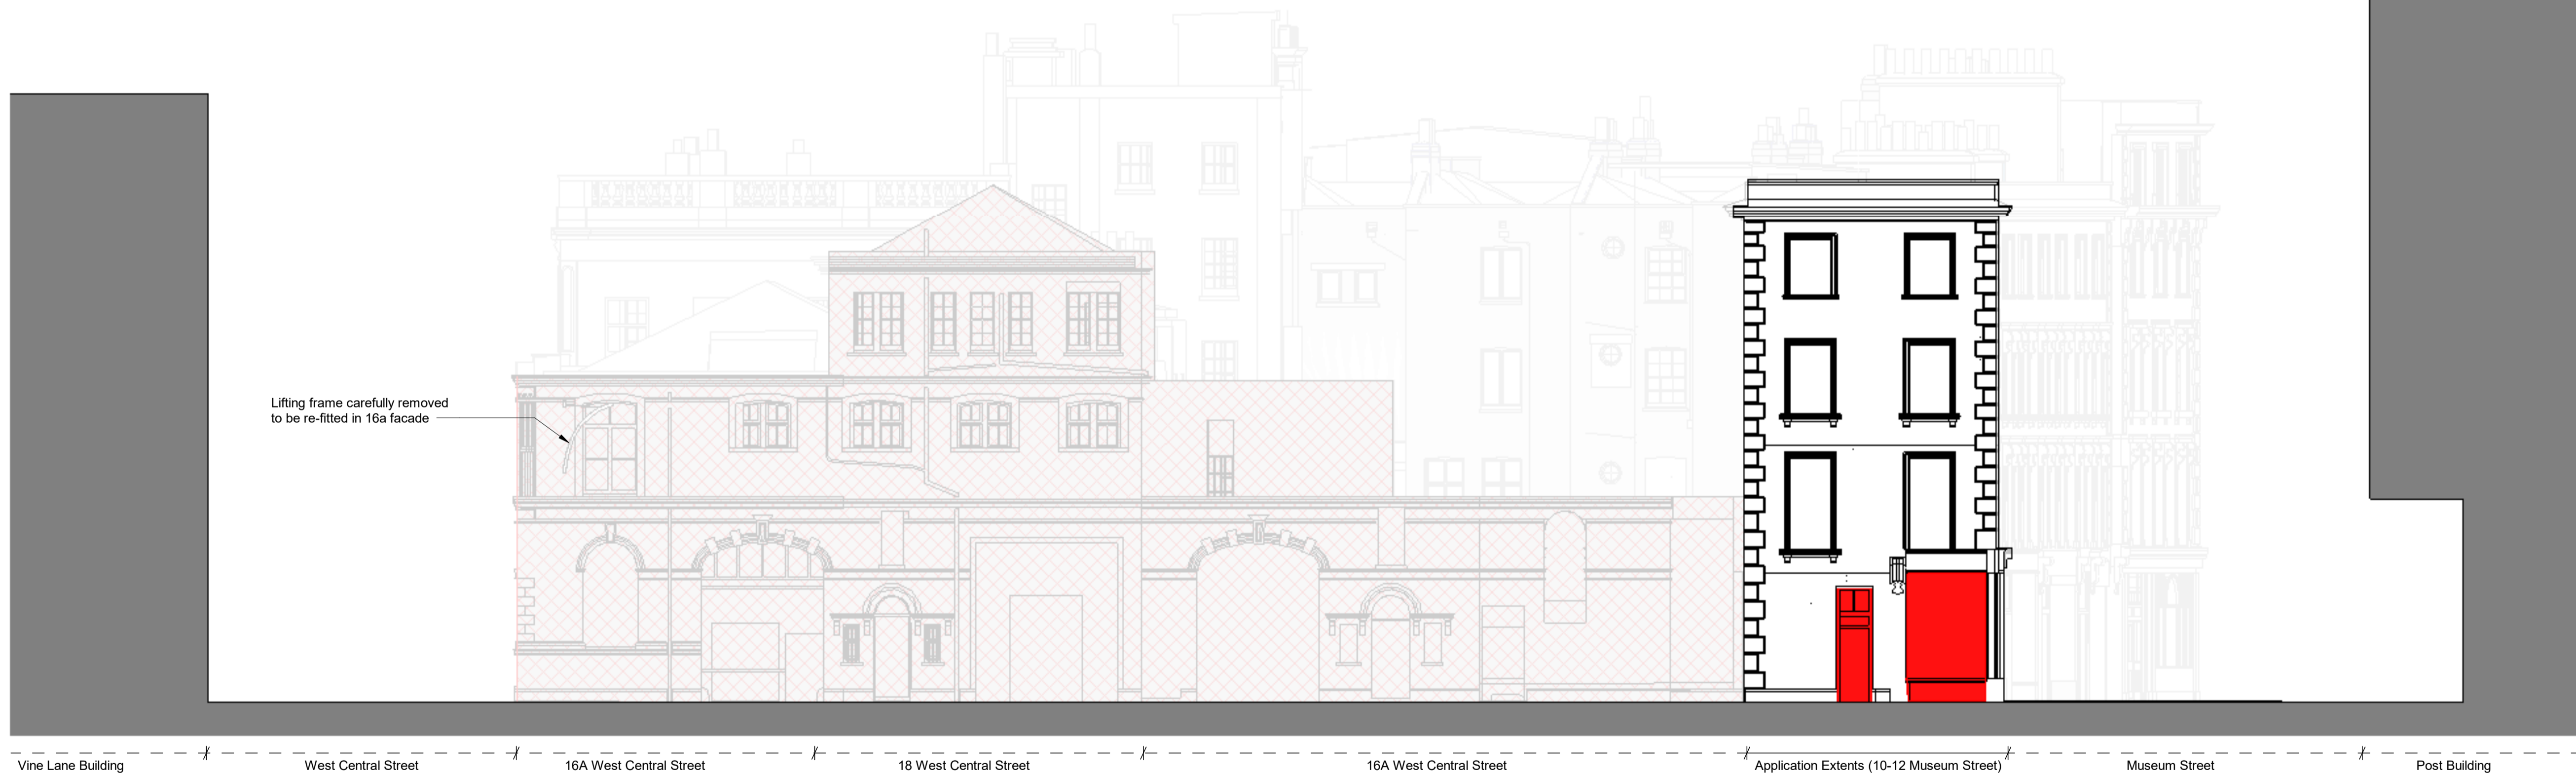 Lifting frame carefully removed
to be re-fitted in 16a facade
Vine Lane Building
West Central Street
16A West Central Street
18 West Central Street
16A West Central Street
Application Extents (10-12 Museum Street)
Museum Street
Post Building